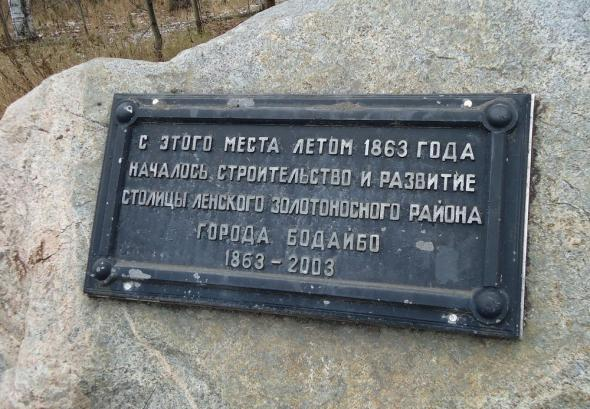 С ЭТОГО МЕСТА ЛЕТОМ 1863 ГОДА
НАЧАЛОСЬ СТРОИТЕЛЬСТВО И РАЗВИТИЕ
СТОЛИЦЫ ЛЕНСКОГО ЗОЛОТОНОСНОГО РАЙОНА
ГОРОДА БОДАЙБО
1863 - 2003